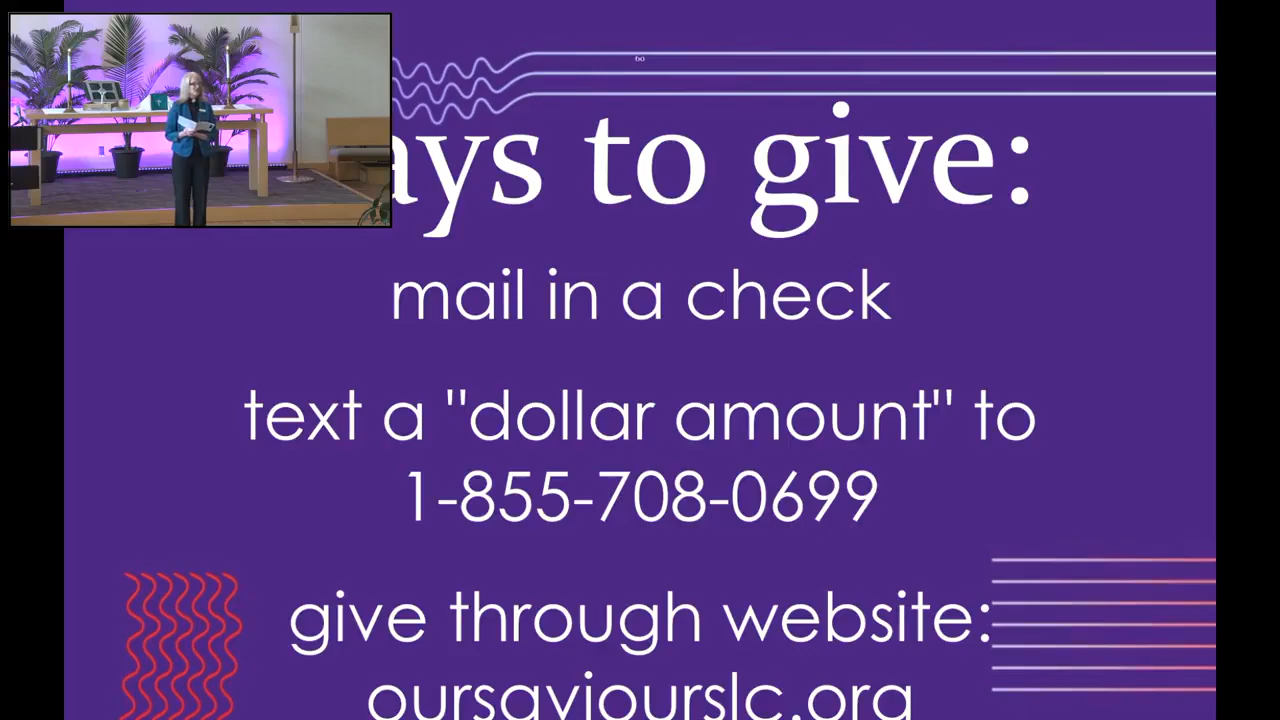 ays to give:
mail in a check
text a "dollar amount" to
1-855-708-0699
give through website:
oursaviourslc.org